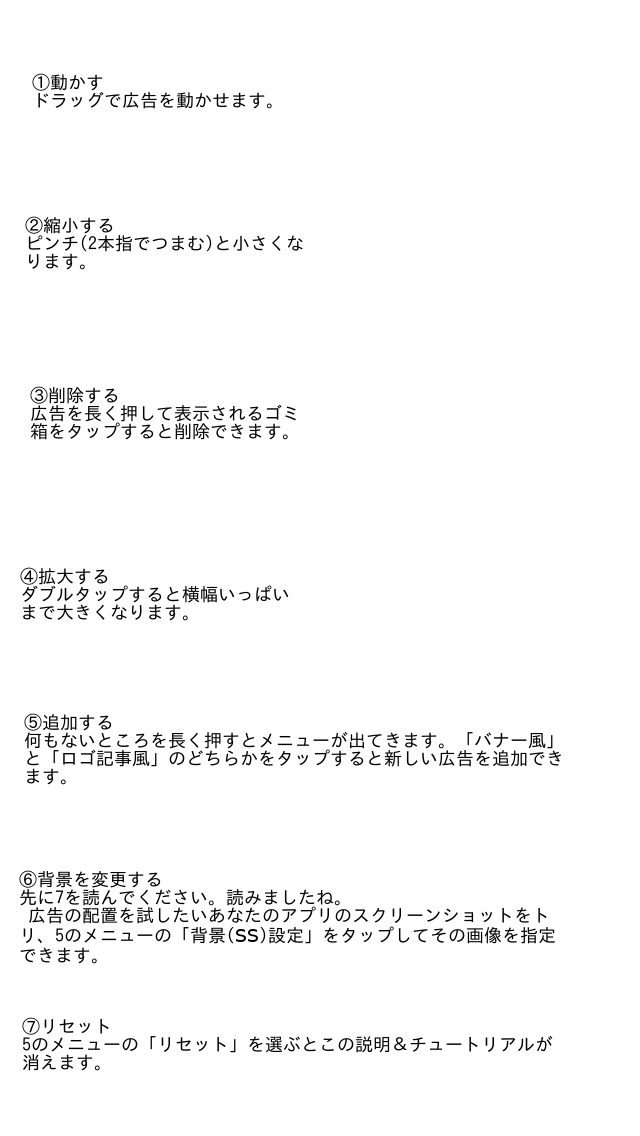 ①動かす
ドラッグで広告を動かせます。
②縮小する
ピンチ(2本指でつまむ)と小さくな
ります。
③削除する
広告を長く押して表示されるゴミ
箱をタップすると削除できます。
④拡大する
ダブルタップすると横幅いっぱい
まで大きくなります。
⑤追加する
何もないところを長く押すとメニューが出てきます。「バナー風」
と「ロゴ記事風」のどちらかをタップすると新しい広告を追加でき
ます。
⑥背景を変更する
先に7を読んでください。読みましたね。
広告の配置を試したいあなたのアプリのスクリーンショットをト
リ、5のメニューの「背景(SS)設定」をタップしてその画像を指定
できます。
⑦リセット
5のメニューの「リセット」を選ぶとこの説明＆チュートリアルが
消えます。